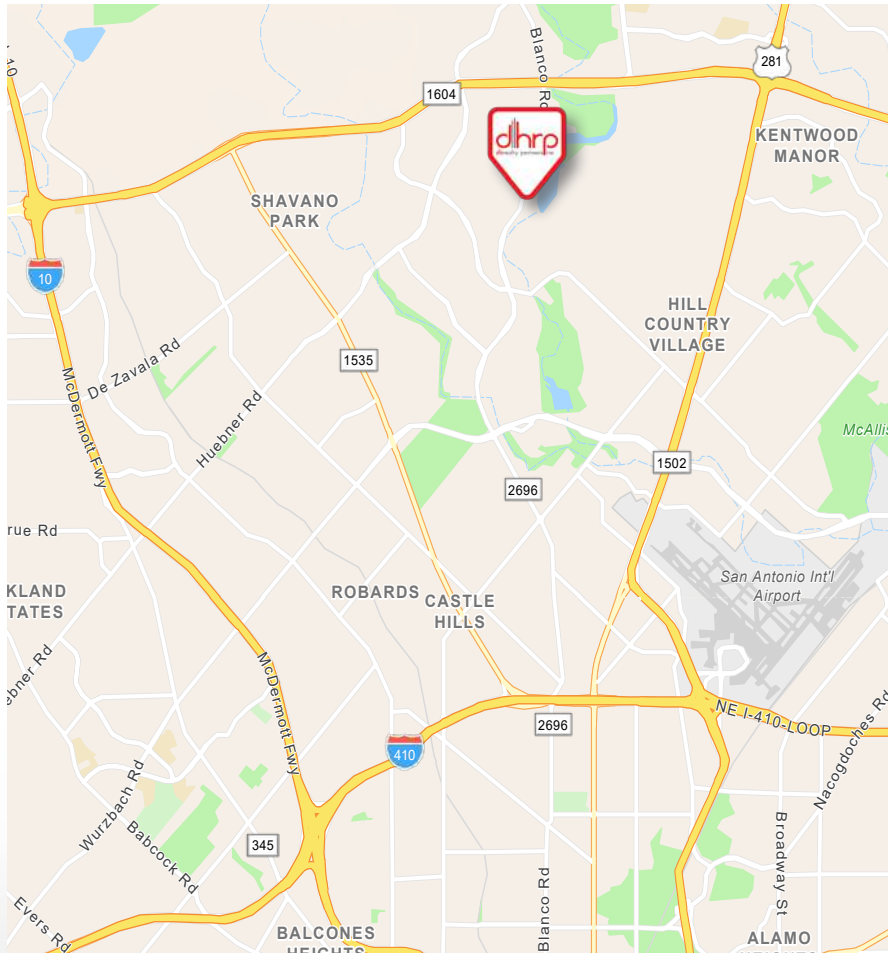 I-10
Blanco Rd
281
1604
dhrp
KENTWOOD
MANOR
SHAVANO
PARK
10
HILL
COUNTRY
VILLAGE
1535
De Zavala Rd
McDermott Fwy
Huebner Rd
McAllis
1502
2696
rue Rd
San Antonio Int'l
Airport
KLAND
TATES
ROBARDS
CASTLE
HILLS
ebner Rd
McDermott Fwy
NE I-410-LOOP
2696
410
Nacogdoches Rd
Wurzbach Rd
Babcock Rd
345
Broadway St
Blanco Rd
Evers Rd
BALCONES
HEIGHTS
ALAMO
HEIGHTS